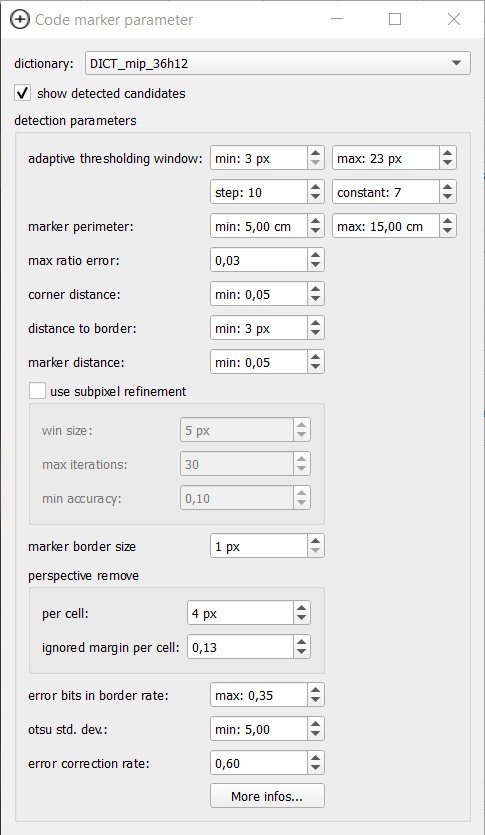 Code marker parameter
dictionary: DICT_mip_36h12
show detected candidates
detection parameters
adaptive thresholding window: min: 3 px max: 23 px
step: 10 constant: 7
marker perimeter: min: 5,00 cm max: 15,00 cm
max ratio error: 0,03
corner distance: min: 0,05
distance to border: min: 3 px
marker distance: min: 0,05
use subpixel refinement
win size: 5 px
max iterations: 30
min accuracy: 0,10
marker border size 1 px
perspective remove
per cell: 4 px
ignored margin per cell: 0,13
error bits in border rate: max: 0,35
otsu std. dev.: min: 5,00
error correction rate: 0,60
More infos...